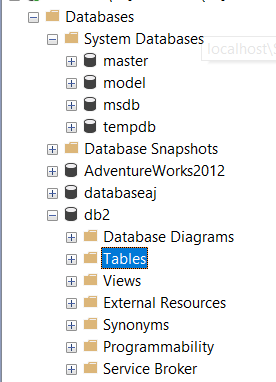 Databases
System Databases
localhost\S
master
model
msdb
tempdb
Database Snapshots
AdventureWorks2012
databaseaj
db2
Database Diagrams
Tables
Views
External Resources
Synonyms
Programmability
Service Broker